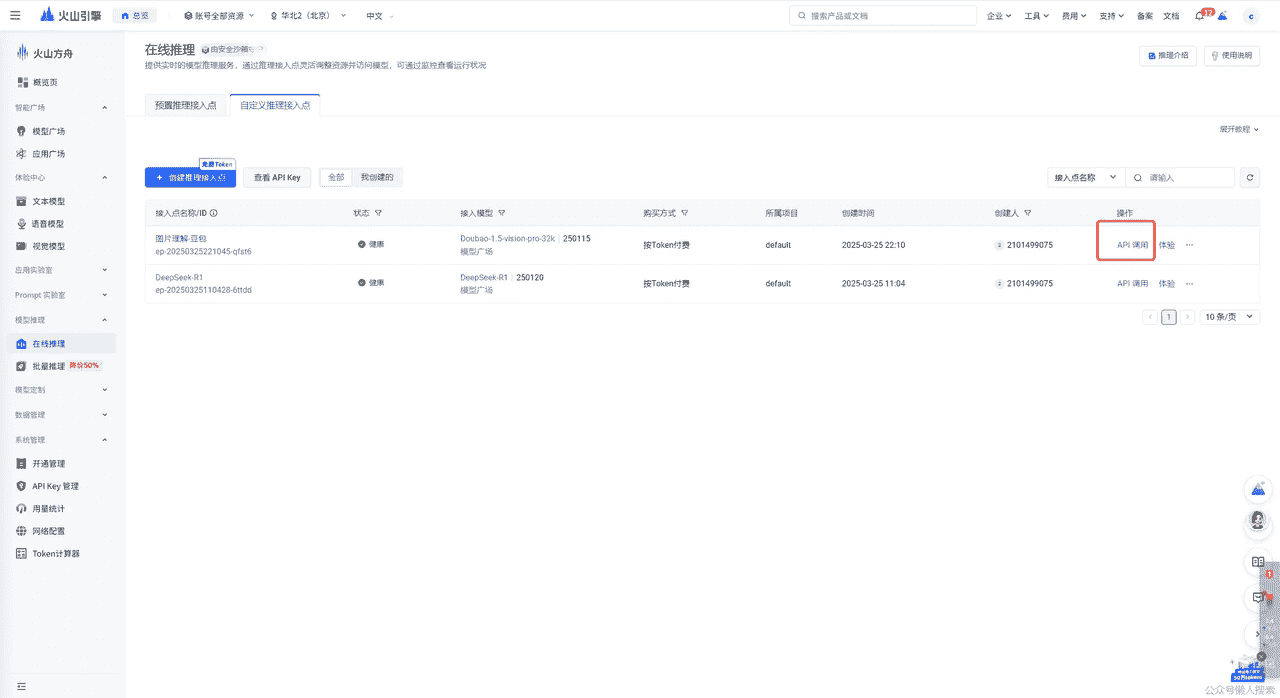 火山引擎 总览 账号全部资源 华北2（北京） 中文 搜索产品或文档 企业 工具 费用 支持 备案 文档 17 c
火山方舟
概览页
智能广场
模型广场
应用广场
体验中心
文本模型
语音模型
视觉模型
应用实验室
Prompt 实验室
模型推理
在线推理
批量推理 降价50%
模型定制
数据管理
系统管理
开通管理
API Key 管理
用量统计
网络配置
Token计算器
在线推理
提供实时的模型推理服务，通过推理接入点灵活调整资源并访问模型，可通过监控查看运行状况
推理介绍 使用说明
预置推理接入点 自定义推理接入点
展开教程
免费Token
+ 创建推理接入点 查看 API Key 全部 我创建的 接入点名称 请输入
接入点名称/ID 状态 接入模型 购买方式 所属项目 创建时间 创建人 操作
图片理解-豆包 健康 Doubao-1.5-vision-pro-32k | 250115 按Token付费 default 2025-03-25 22:10 2 2101499075 API 调用 体验 ...
ep-20250325221045-qfst6 模型广场
DeepSeek-R1 健康 DeepSeek-R1 | 250120 按Token付费 default 2025-03-25 11:04 2 2101499075 API 调用 体验 ...
ep-20250325110428-6ttdd 模型广场
1 10 条/页
公众号懒人搜索